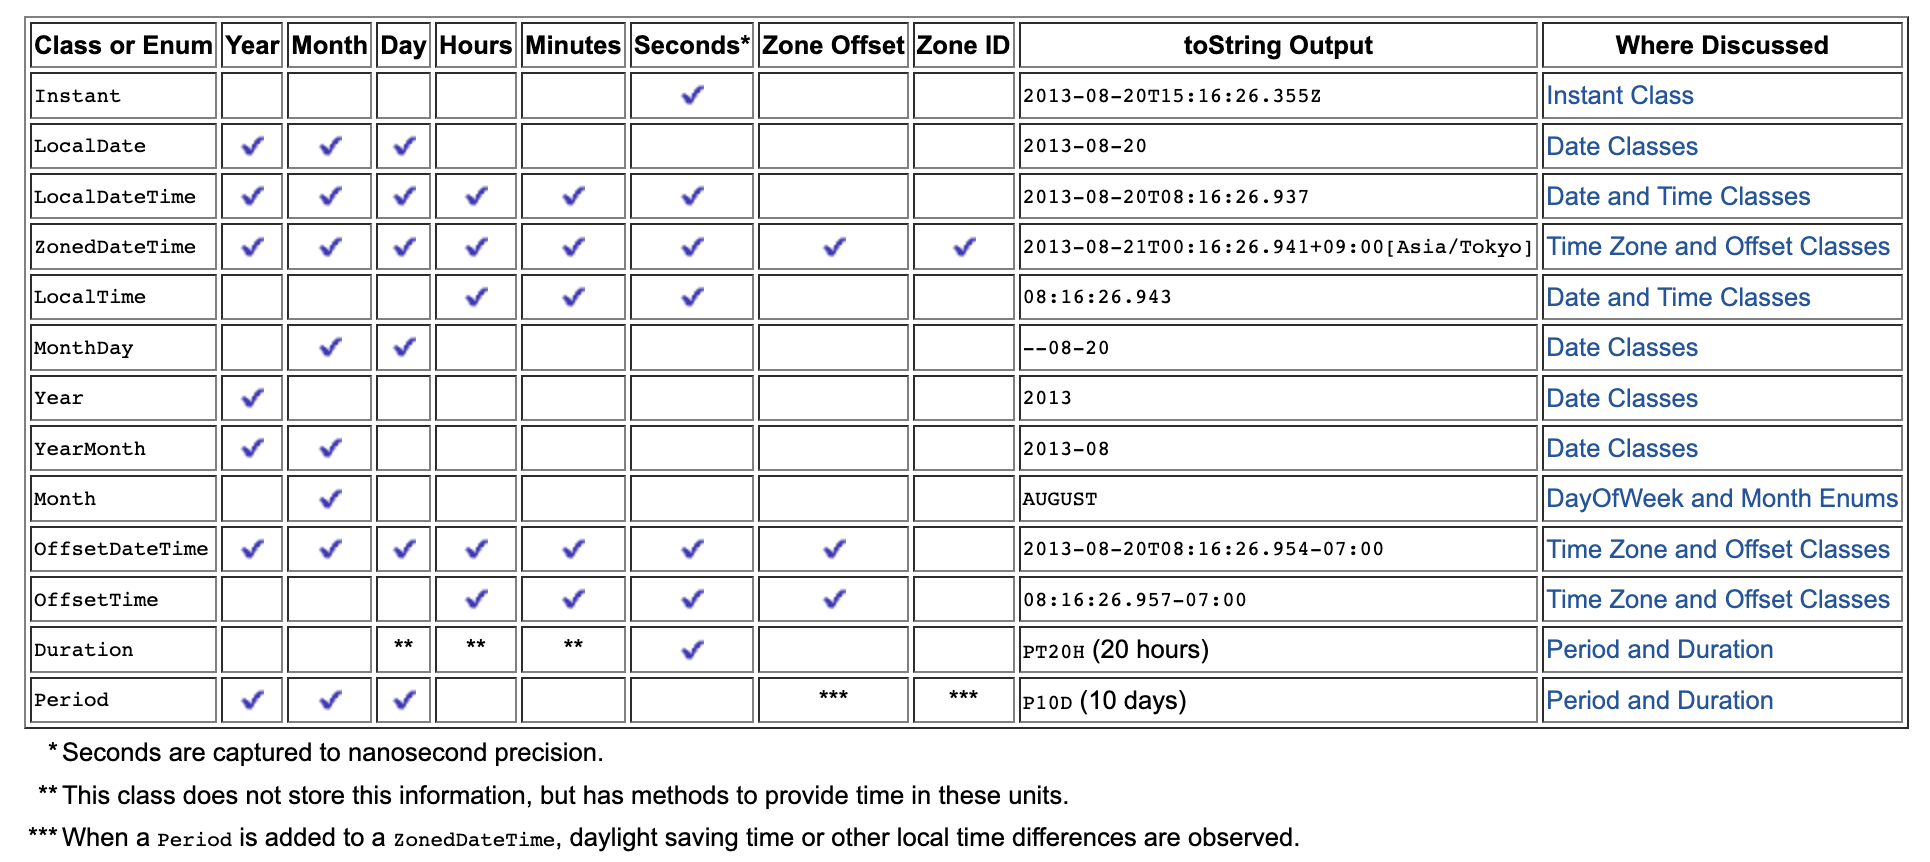 Class or Enum Year Month Day Hours Minutes Seconds* Zone Offset Zone ID toString Output Where Discussed
Instant ✔ 2013-08-20T15:16:26.355Z Instant Class
LocalDate ✔ ✔ ✔ 2013-08-20 Date Classes
LocalDateTime ✔ ✔ ✔ ✔ ✔ ✔ 2013-08-20T08:16:26.937 Date and Time Classes
ZonedDateTime ✔ ✔ ✔ ✔ ✔ ✔ ✔ ✔ 2013-08-21T00:16:26.941+09:00[Asia/Tokyo] Time Zone and Offset Classes
LocalTime ✔ ✔ ✔ 08:16:26.943 Date and Time Classes
MonthDay ✔ ✔ --08-20 Date Classes
Year ✔ 2013 Date Classes
YearMonth ✔ ✔ 2013-08 Date Classes
Month ✔ AUGUST DayOfWeek and Month Enums
OffsetDateTime ✔ ✔ ✔ ✔ ✔ ✔ ✔ 2013-08-20T08:16:26.954-07:00 Time Zone and Offset Classes
OffsetTime ✔ ✔ ✔ ✔ 08:16:26.957-07:00 Time Zone and Offset Classes
Duration ** ** ** ✔ PT20H (20 hours) Period and Duration
Period ✔ ✔ ✔ *** *** P10D (10 days) Period and Duration
* Seconds are captured to nanosecond precision.
** This class does not store this information, but has methods to provide time in these units.
*** When a Period is added to a ZonedDateTime, daylight saving time or other local time differences are observed.